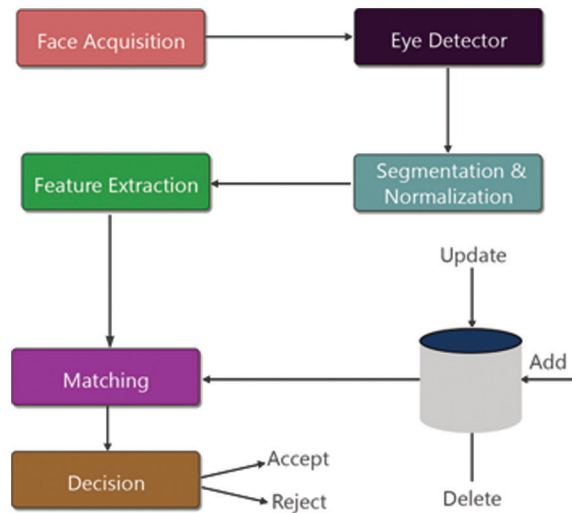 Face Acquisition
Eye Detector
Feature Extraction
Segmentation &
Normalization
Update
Add
Matching
Accept
Decision
Reject
Delete